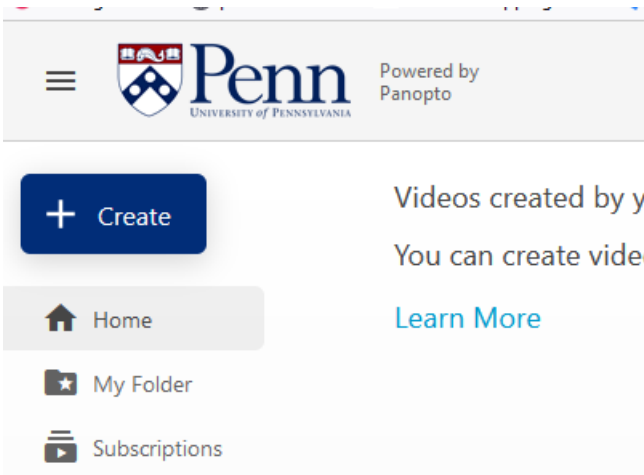 Penn
UNIVERSITY of PENNSYLVANIA
Powered by
Panopto
Create
Videos created by
You can create
Learn More
Home
My Folder
Subscriptions